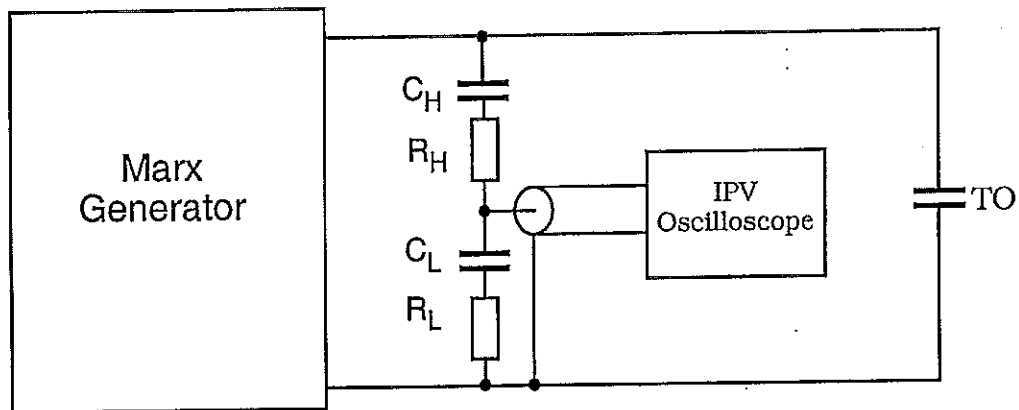 Marx
Generator
C_H
R_H
C_L
R_L
IPV
Oscilloscope
TO